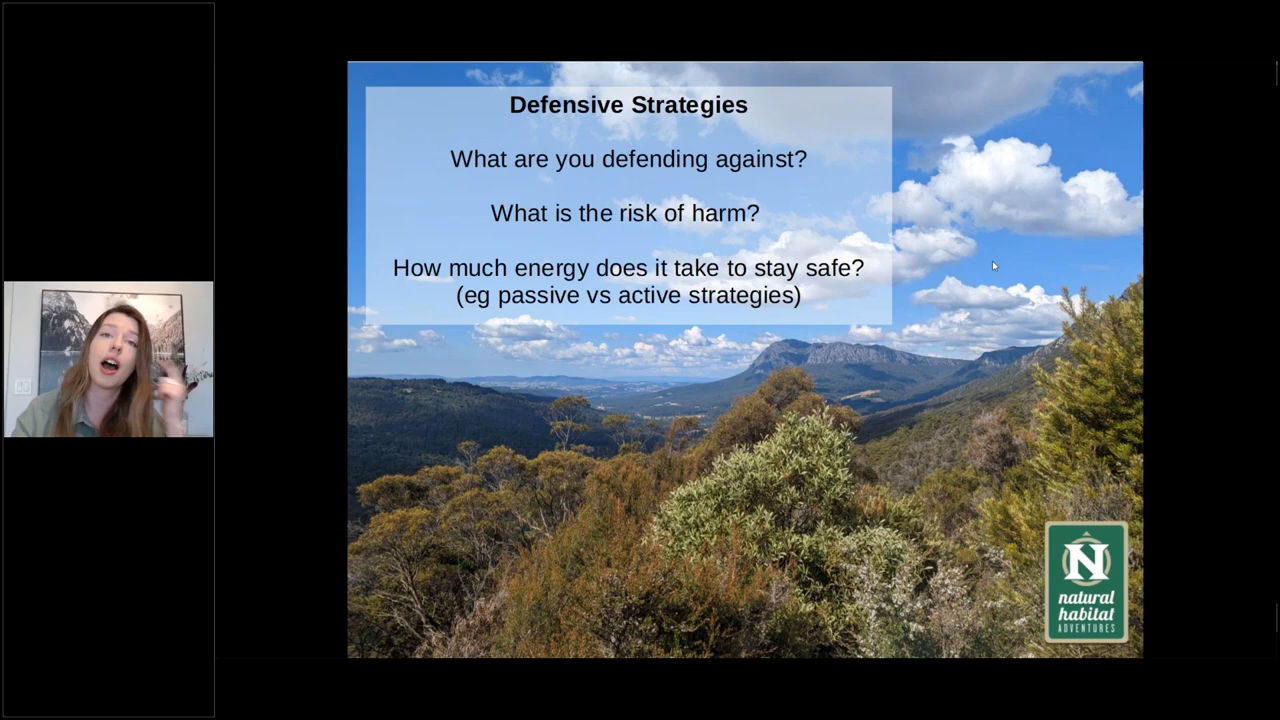 Defensive Strategies
What are you defending against?
What is the risk of harm?
How much energy does it take to stay safe?
(eg passive vs active strategies)
N
natural
habitat
ADVENTURES